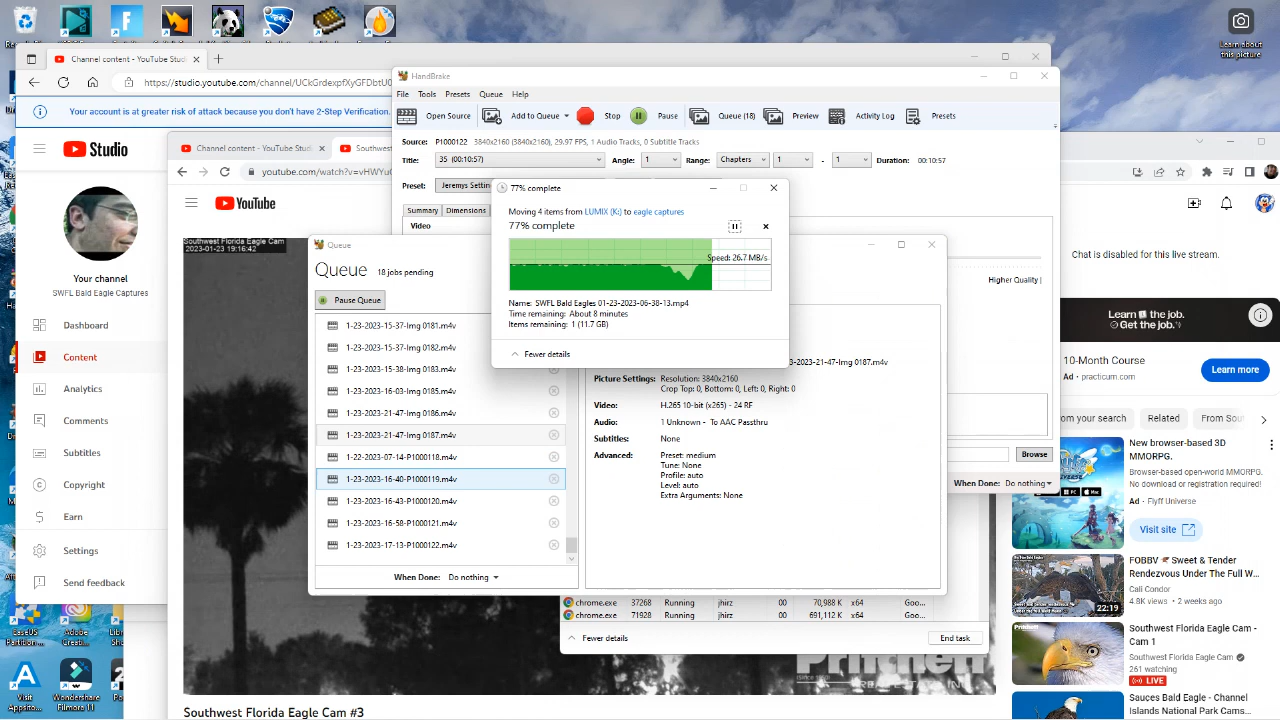 Learn about
this picture
Channel content - YouTube Studio
https://studio.youtube.com/channel/UCkGrdexpfXyGFDbtU0
Your account is at greater risk of attack because you don't have 2-Step Verification.
Studio
Your channel
SWFL Bald Eagle Captures
Dashboard
Content
Analytics
Comments
Subtitles
Copyright
Earn
Settings
Send feedback
EaseUS
Adobe
Creative
Visit
Wondersh
Filmora 11
Channel content - YouTube Studio
Southwes
youtube.com/watch?v=vHWYu
YouTube
Southwest Florida Eagle Cam
2023-01-23 19:16:42
HandBrake
File Tools Presets Queue Help
Open Source
Add to Queue
Stop
Pause
Queue (18)
Preview
Activity Log
Presets
Source: P1000122 3840x2160 (3840x2160), 29.97 FPS, 1 Audio Tracks, 0 Subtitle Tracks
Title: 35 (00:10:57) Angle: 1 Range: Chapters 1 - 1 Duration: 00:10:57
Preset: Jeremys Settin
Summary Dimensions
Video
Higher Quality |
Browse
When Done: Do nothing
77% complete
Moving 4 items from LUMIX (K:) to eagle captures
77% complete
Speed: 26.7 MB/s
Name: SWFL Bald Eagles 01-23-2023-06-38-13.mp4
Time remaining: About 8 minutes
Items remaining: 1 (11.7 GB)
Fewer details
Queue
Queue 18 jobs pending
Pause Queue
1-23-2023-15-37-Img 0181.m4v
1-23-2023-15-37-Img 0182.m4v
1-23-2023-15-38-Img 0183.m4v
1-23-2023-16-03-Img 0185.m4v
1-23-2023-21-47-Img 0186.m4v
1-23-2023-21-47-Img 0187.m4v
1-22-2023-07-14-P1000118.m4v
1-23-2023-16-40-P1000119.m4v
1-23-2023-16-43-P1000120.m4v
1-23-2023-16-58-P1000121.m4v
1-23-2023-17-13-P1000122.m4v
When Done: Do nothing
3-2023-21-47-Img 0187.m4v
Picture Settings: Resolution: 3840x2160
Crop Top: 0, Bottom: 0, Left: 0, Right: 0
Video: H.265 10-bit (x265) - 24 RF
Audio: 1 Unknown - To AAC Passthru
Subtitles: None
Advanced: Preset: medium
Tune: None
Profile: auto
Level: auto
Extra Arguments: None
chrome.exe 37268 Running jhirz 00 70,988 K x64 Goo...
chrome.exe 71920 Running jhirz 00 691,112 K x64 Goo...
Fewer details
End task
Southwest Florida Eagle Cam #3
Chat is disabled for this live stream.
Learn the job.
Get the job.
10-Month Course
Ad • practicum.com
Learn more
om your search
Related
From Sou
New browser-based 3D
MMORPG.
Browser-based open-world MMORPG.
Ad • Flyff Universe
Visit site
FOBBV Sweet & Tender
Rendezvous Under The Full W...
Cali Condor
4.8K views • 2 weeks ago
22:19
Southwest Florida Eagle Cam -
Cam 1
Southwest Florida Eagle Cam
261 watching
LIVE
Sauces Bald Eagle - Channel
Islands National Park Cams...